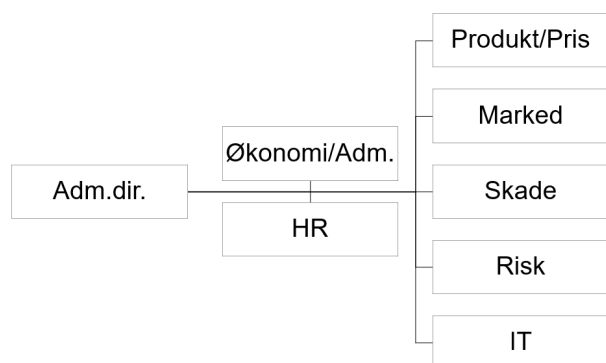 Adm.dir.
Økonomi/Adm.
HR
Produkt/Pris
Marked
Skade
Risk
IT